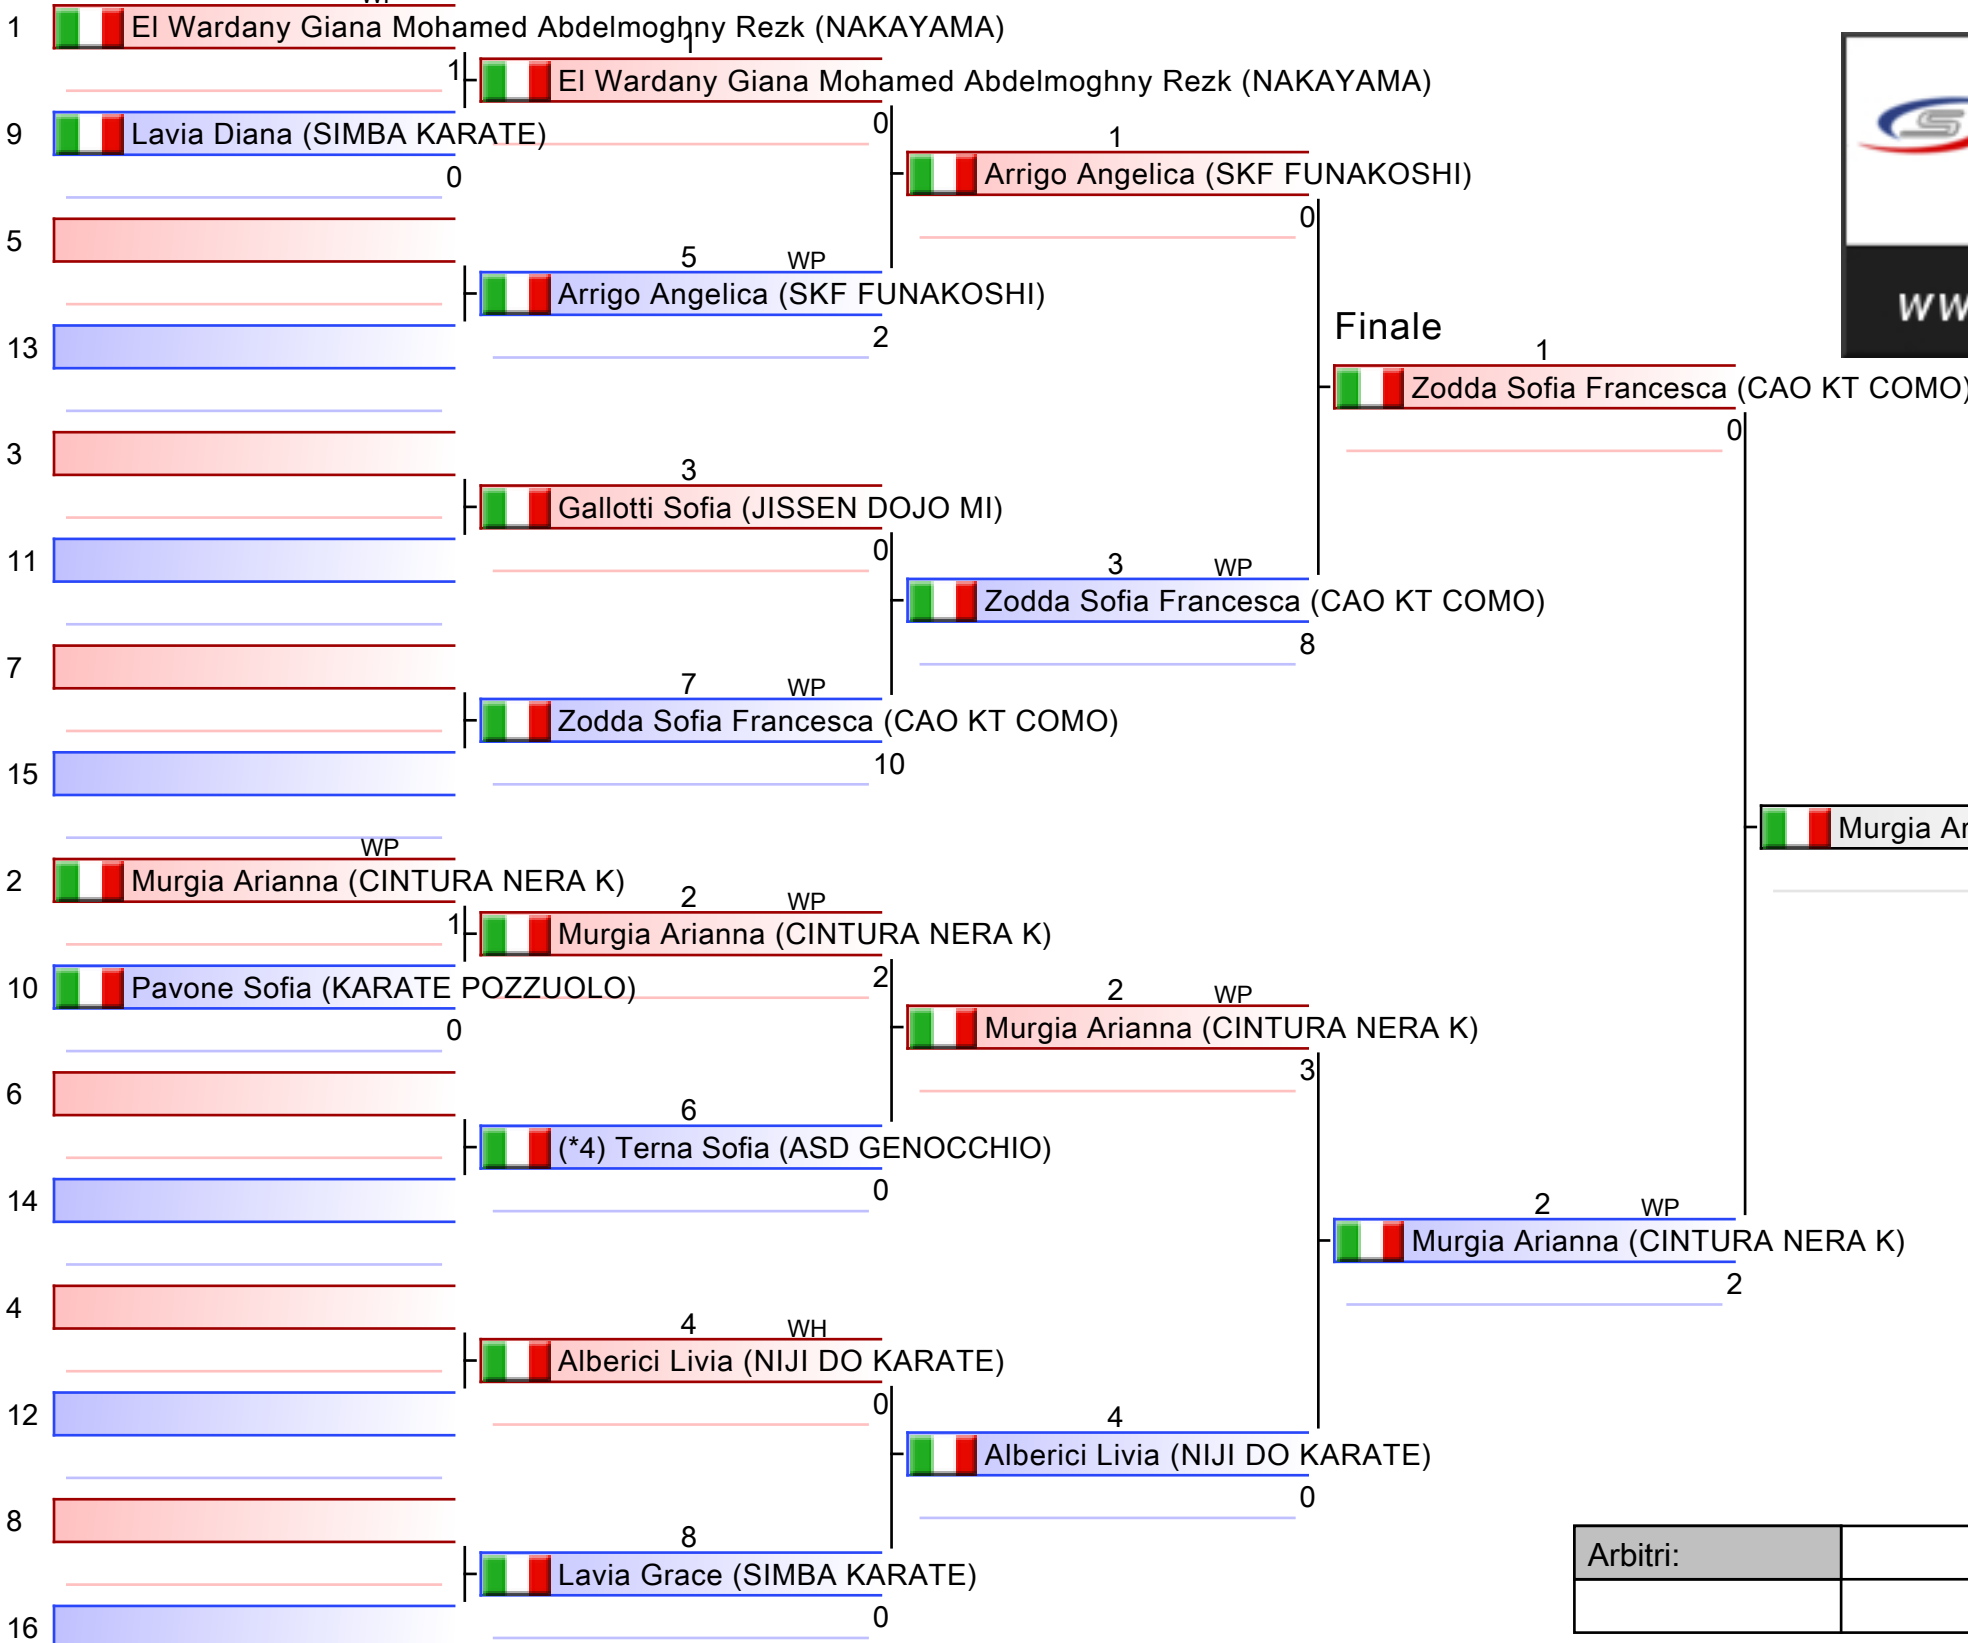 WP
1 El Wardany Giana Mohamed Abdelmoghny Rezk (NAKAYAMA)
1
1 El Wardany Giana Mohamed Abdelmoghny Rezk (NAKAYAMA)
0
9 Lavia Diana (SIMBA KARATE)
0
1
Arrigo Angelica (SKF FUNAKOSHI)
0
5
5 WP
Arrigo Angelica (SKF FUNAKOSHI)
2
13
Finale
1
Zodda Sofia Francesca (CAO KT COMO)
0
3
3
Gallotti Sofia (JISSEN DOJO MI)
0
11
3 WP
Zodda Sofia Francesca (CAO KT COMO)
8
7
7 WP
Zodda Sofia Francesca (CAO KT COMO)
10
15
Murgia Ar
WP
2 Murgia Arianna (CINTURA NERA K)
1
2 WP
Murgia Arianna (CINTURA NERA K)
2
10 Pavone Sofia (KARATE POZZUOLO)
0
2 WP
Murgia Arianna (CINTURA NERA K)
3
6
6
(*4) Terna Sofia (ASD GENOCCHIO)
0
14
2 WP
Murgia Arianna (CINTURA NERA K)
2
4
4 WH
Alberici Livia (NIJI DO KARATE)
0
12
4
Alberici Livia (NIJI DO KARATE)
0
8
8
Lavia Grace (SIMBA KARATE)
0
16
Arbitri:
S
ww